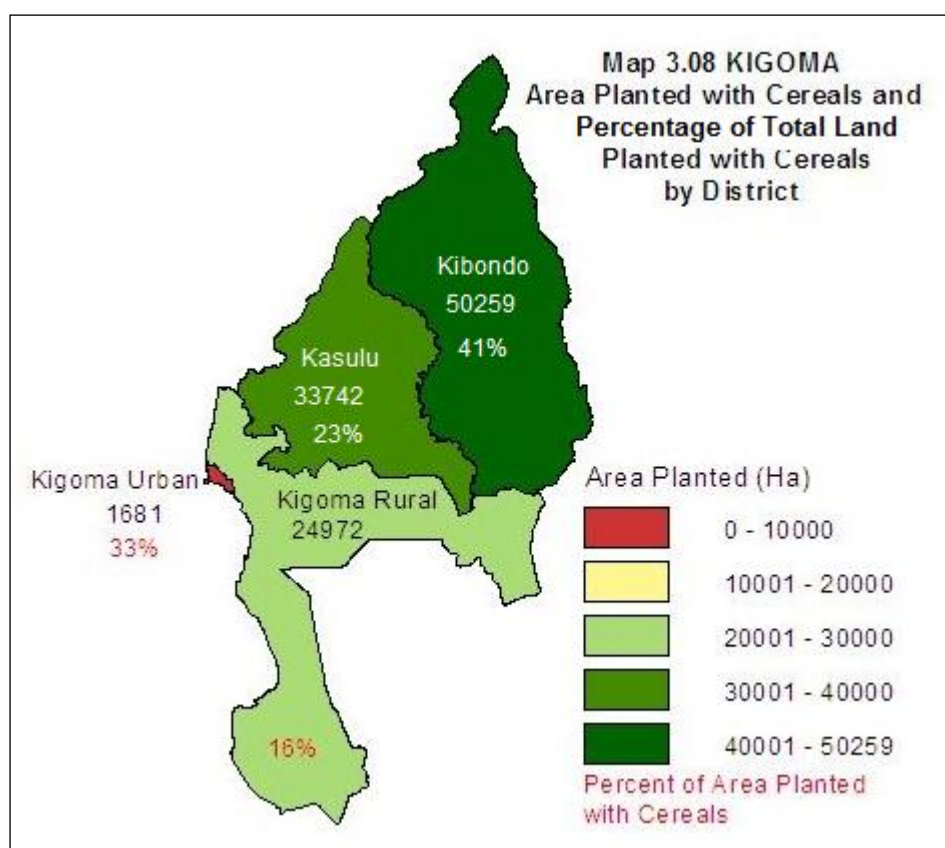 Map 3.08 KIGOMA
Area Planted with Cereals and
Percentage of Total Land
Planted with Cereals
by District
Kibondo
50259
41%
Kasulu
33742
23%
Kigoma Urban
1681
33%
Kigoma Rural
24972
16%
Area Planted (Ha)
0 - 10000
10001 - 20000
20001 - 30000
30001 - 40000
40001 - 50259
Percent of Area Planted
with Cereals